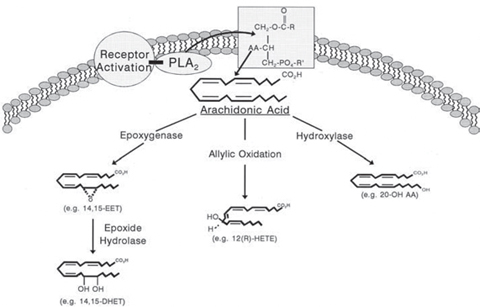 O
CH₂-O-C-R
AA-CH
CH₂-PO₄-R'
Receptor
Activation
PLA₂
CO₂H
Arachidonic Acid
Epoxygenase
Hydroxylase
Allylic Oxidation
CO₂H
O
(e.g. 14,15-EET)
CO₂H
HO
H
(e.g. 12(R)-HETE)
CO₂H
OH
(e.g. 20-OH AA)
Epoxide
Hydrolase
CO₂H
OH OH
(e.g. 14,15-DHET)